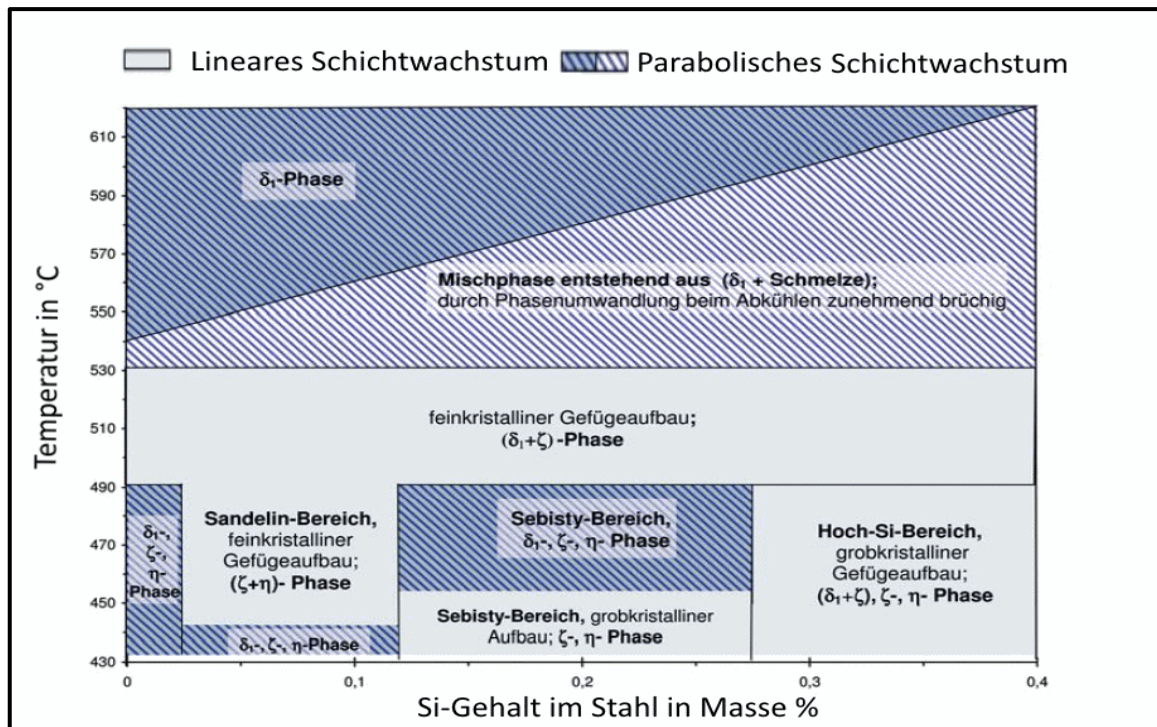 Lineares Schichtwachstum
Parabolisches Schichtwachstum
Temperatur in °C
610
590
570
550
530
510
490
470
450
430
δ₁-Phase
Mischphase entstehend aus (δ₁ + Schmelze);
durch Phasenumwandlung beim Abkühlen zunehmend brüchig
feinkristalliner Gefügeaufbau;
(δ₁+ζ) -Phase
δ₁-,
ζ-,
η-
Phase
Sandelin-Bereich,
feinkristalliner
Gefügeaufbau;
(ζ+η)- Phase
δ₁-, ζ-, η-Phase
Sebisty-Bereich,
δ₁-, ζ-, η- Phase
Sebisty-Bereich, grobkristalliner
Aufbau; ζ-, η- Phase
Hoch-Si-Bereich,
grobkristalliner
Gefügeaufbau;
(δ₁+ζ), ζ-, η- Phase
0
0,1
0,2
0,3
0,4
Si-Gehalt im Stahl in Masse %